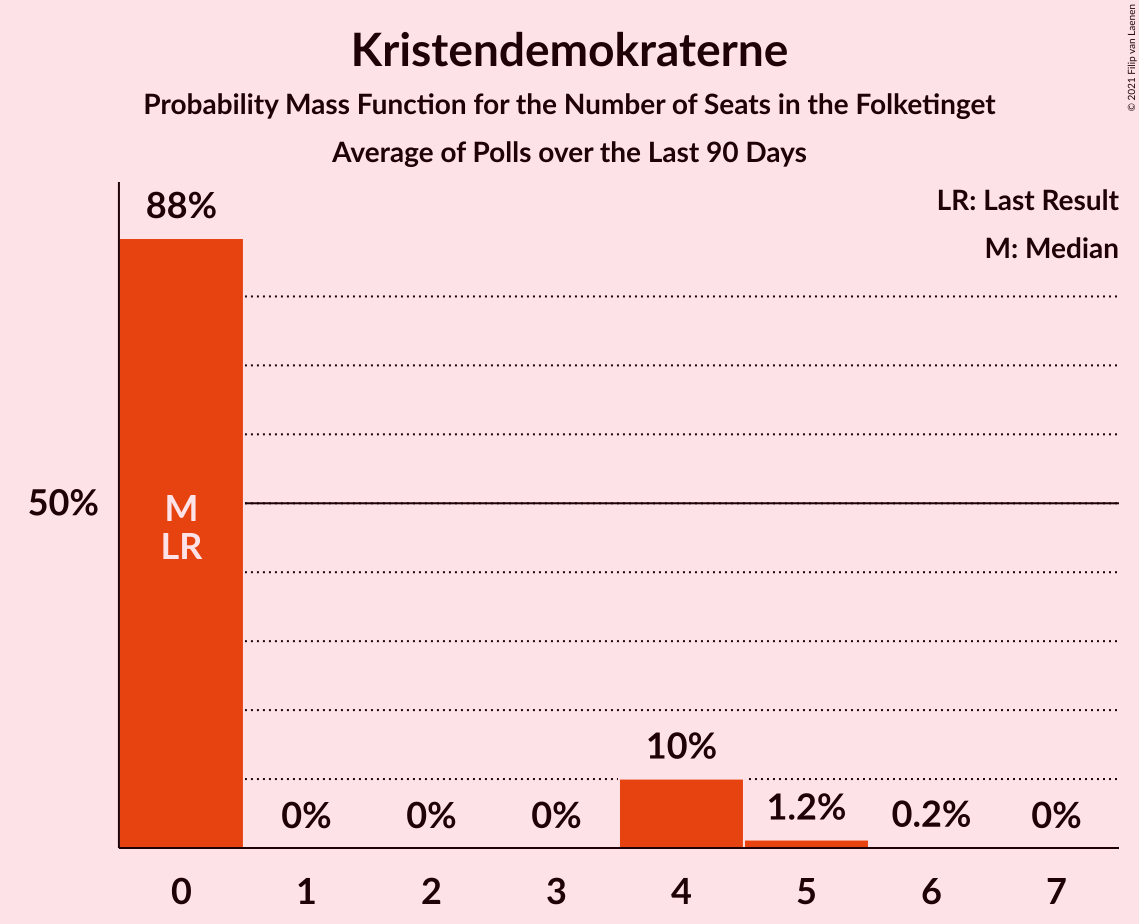 Kristendemokraterne
Probability Mass Function for the Number of Seats in the Folketinget
Average of Polls over the Last 90 Days
© 2021 Filip van Laenen
LR: Last Result
M: Median
88%
50%
M
LR
0%
0%
0%
10%
1.2%
0.2%
0%
0
1
2
3
4
5
6
7